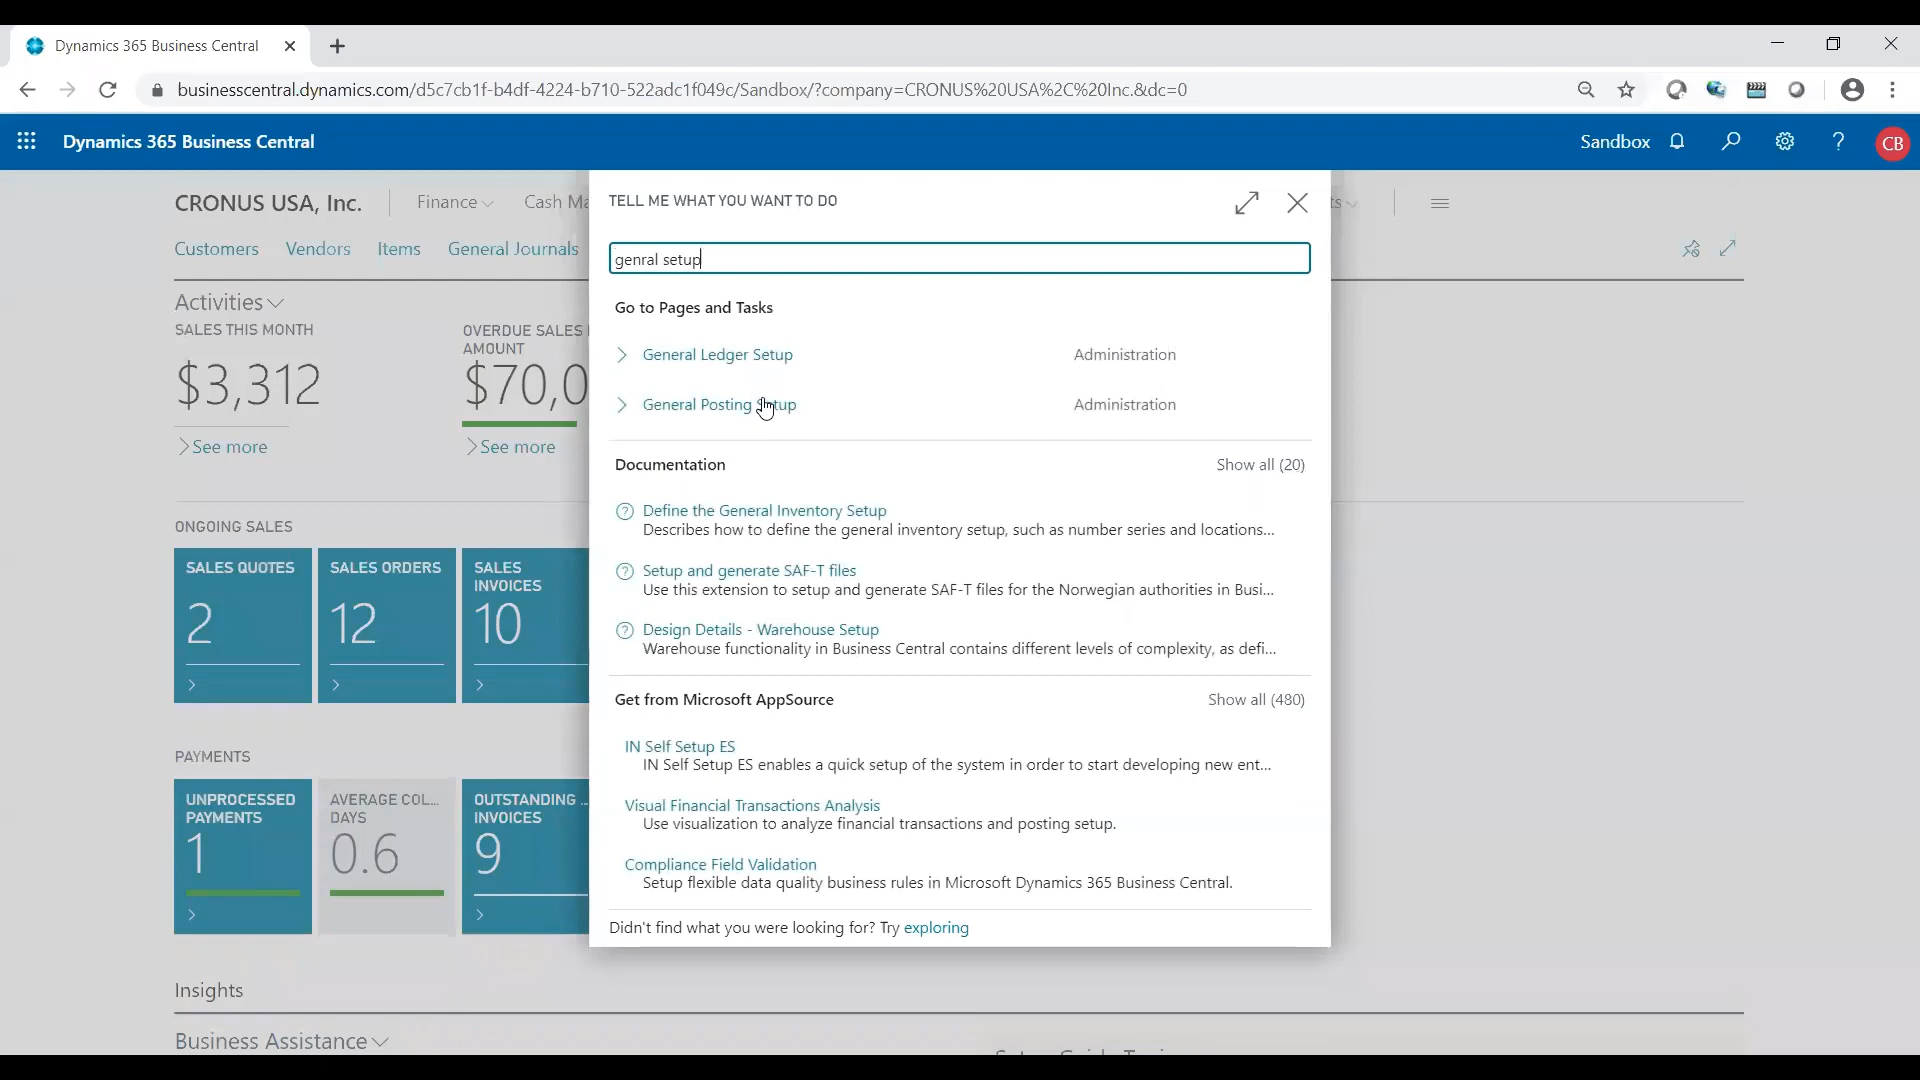 Dynamics 365 Business Central
businesscentral.dynamics.com/d5c7cb1f-b4df-4224-b710-522adc1f049c/Sandbox/?company=CRONUS%20USA%2C%20Inc.&dc=0
Dynamics 365 Business Central
Sandbox
?
CB
CRONUS USA, Inc.
Finance
Cash Ma
Customers
Vendors
Items
General Journals
Activities
SALES THIS MONTH
$3,312
See more
OVERDUE SALES
AMOUNT
$70,0
See more
ONGOING SALES
SALES QUOTES
2
SALES ORDERS
12
SALES
INVOICES
10
PAYMENTS
UNPROCESSED
PAYMENTS
1
AVERAGE COL...
DAYS
0.6
OUTSTANDING ...
INVOICES
9
Insights
Business Assistance
TELL ME WHAT YOU WANT TO DO
genral setup
Go to Pages and Tasks
General Ledger Setup Administration
General Posting Setup Administration
Documentation Show all (20)
Define the General Inventory Setup
Describes how to define the general inventory setup, such as number series and locations...
Setup and generate SAF-T files
Use this extension to setup and generate SAF-T files for the Norwegian authorities in Busi...
Design Details - Warehouse Setup
Warehouse functionality in Business Central contains different levels of complexity, as defi...
Get from Microsoft AppSource Show all (480)
IN Self Setup ES
IN Self Setup ES enables a quick setup of the system in order to start developing new ent...
Visual Financial Transactions Analysis
Use visualization to analyze financial transactions and posting setup.
Compliance Field Validation
Setup flexible data quality business rules in Microsoft Dynamics 365 Business Central.
Didn't find what you were looking for? Try exploring